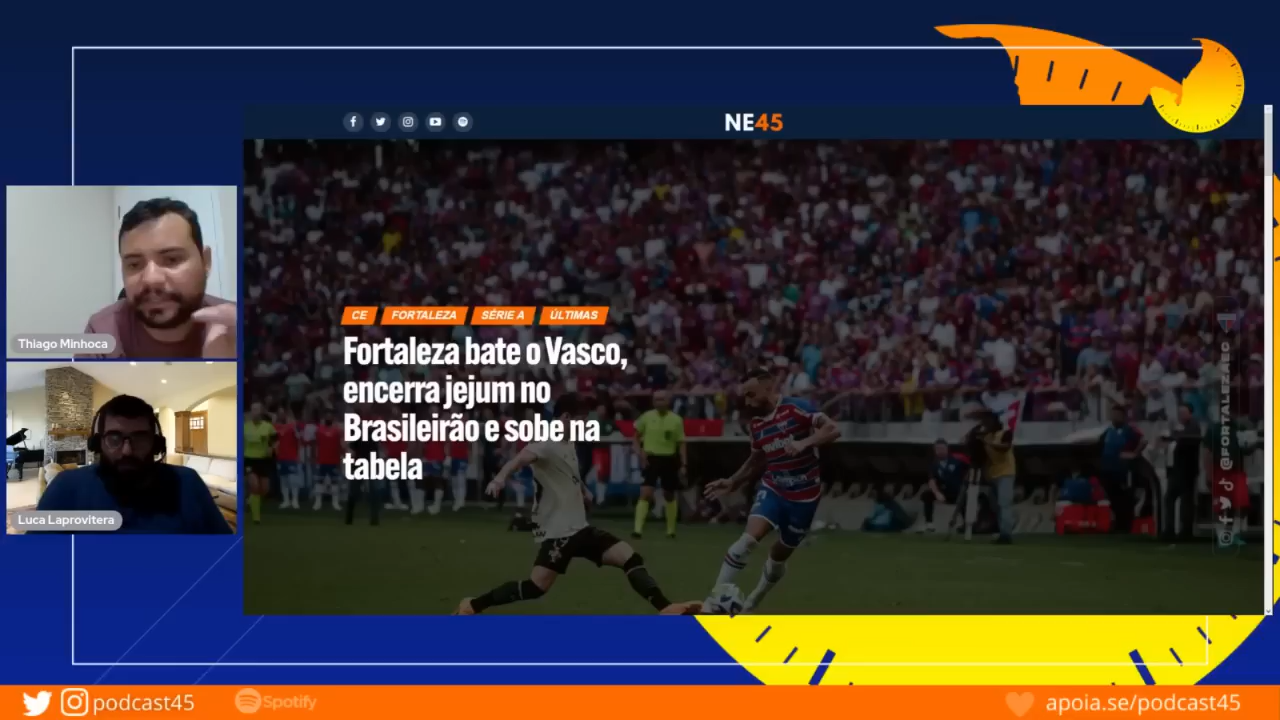 NE45
CE
FORTALEZA
SÉRIE A
ÚLTIMAS
Fortaleza bate o Vasco,
encerra jejum no
Brasileirão e sobe na
tabela
@FORTALEZAEC
Thiago Minhoca
Luca Laprovitera
podcast45
Spotify
apoia.se/podcast45